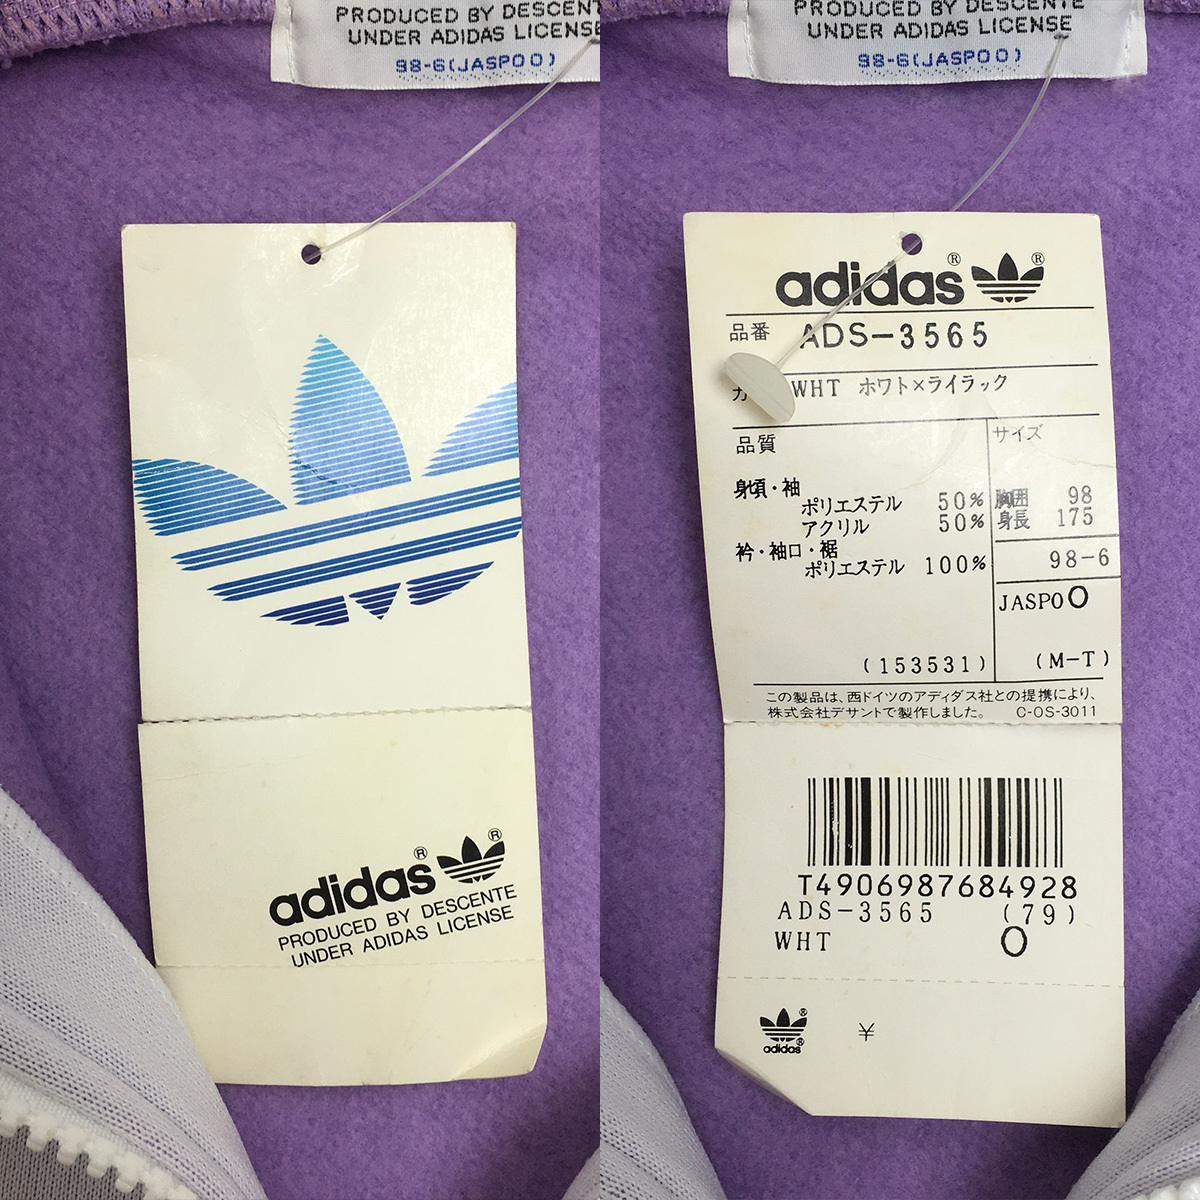 PRODUCED BY DESCENTE
UNDER ADIDAS LICENSE
98-6(JASPOO)
adidas®
®
PRODUCED BY DESCENTE
UNDER ADIDAS LICENSE
PRODUCED BY DESCENTE
UNDER ADIDAS LICENSE
98-6(JASPOO)
adidas® ®
品番 ADS-3565
カ WHT ホワト×ライラック
品質
サイズ
身頃・袖
ポリエステル 50%
アクリル 50%
衿・袖口・裾
ポリエステル 100%
胸囲 98
身長 175
98-6
JASPOO
(153531)
(M-T)
この製品は、西ドイツのアディダス社との提携により、
株式会社デサントで製作しました。 C-OS-3011
T4906987684928
ADS-3565 (79)
WHT O
®
adidas®
¥